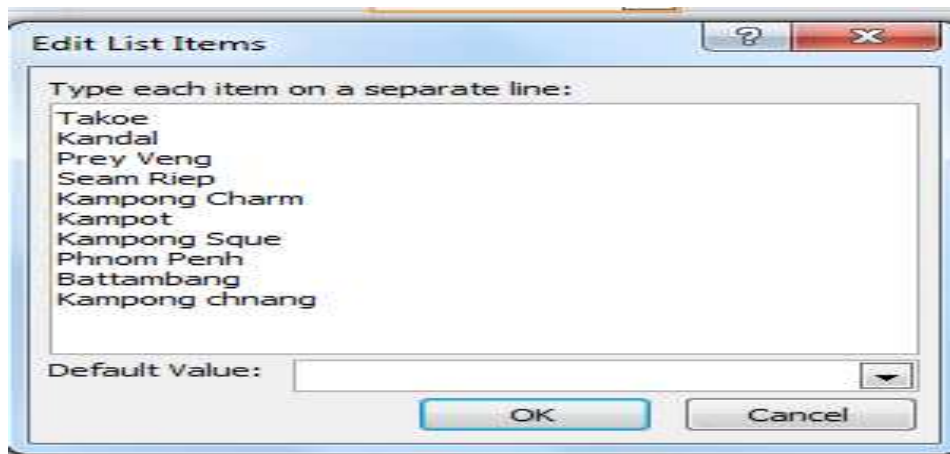 Edit List Items
Type each item on a separate line:
Takoe
Kandal
Prey Veng
Seam Riep
Kampong Charm
Kampot
Kampong Sque
Phnom Penh
Battambang
Kampong chnang
Default Value:
OK Cancel